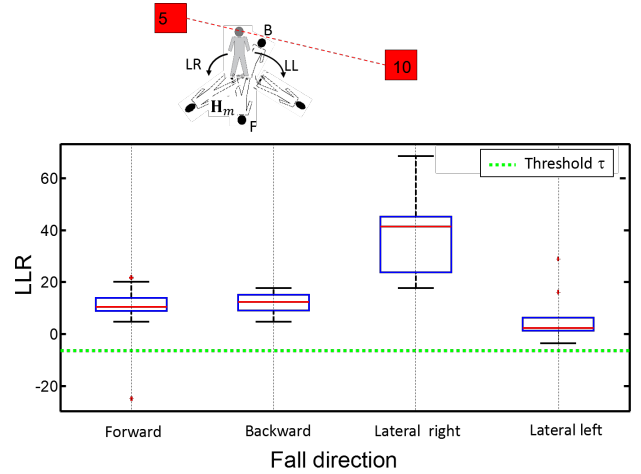 5
B
10
LR
LL
H_m
F
Threshold τ
60
40
20
0
-20
LLR
Forward
Backward
Lateral right
Lateral left
Fall direction